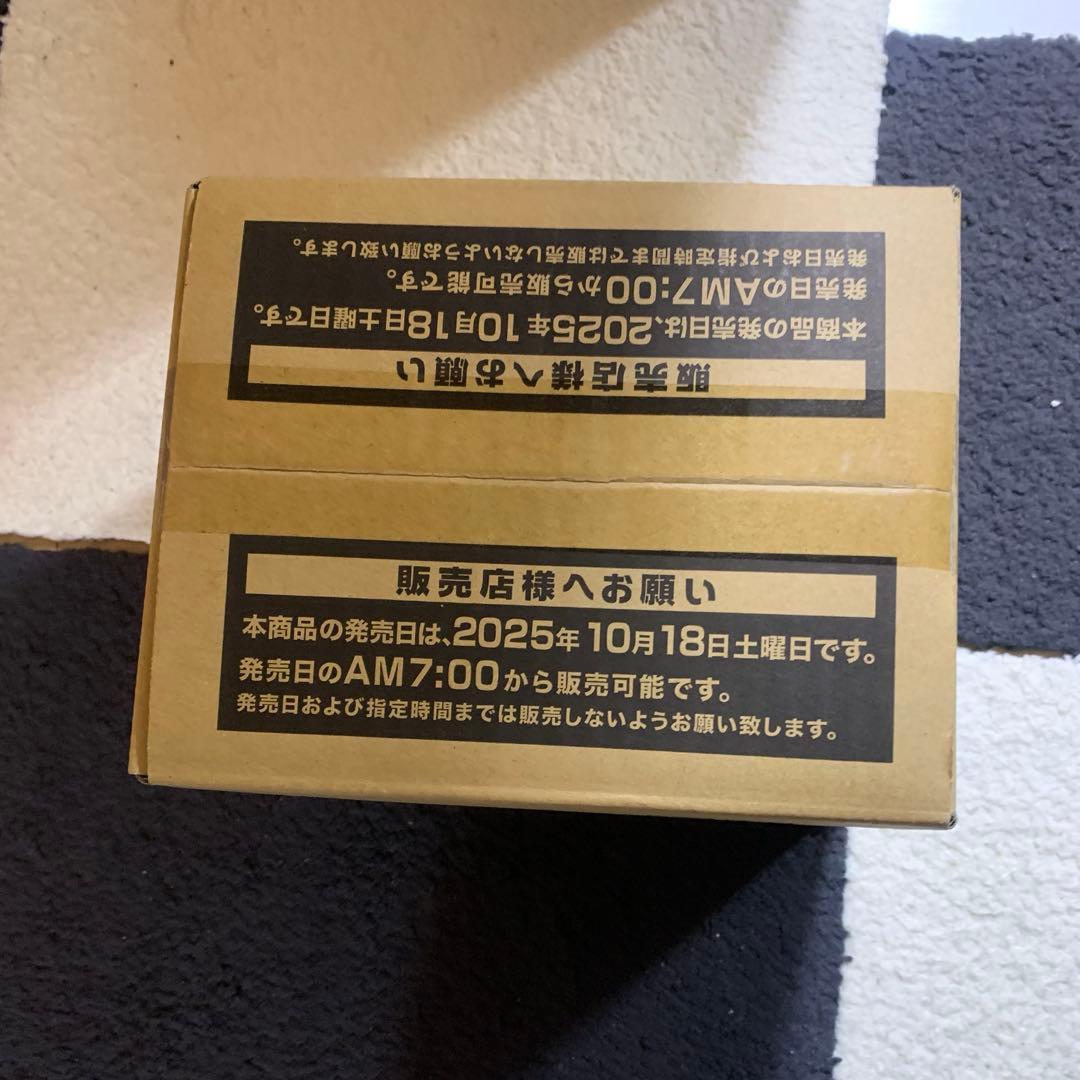 販売店様へお願い
本商品の発売日は、2025年10月18日土曜日です。
発売日のAM7:00から販売可能です。
発売日および指定時間までは販売しないようお願い致します。
販売店様へお願い
本商品の発売日は、2025年10月18日土曜日です。
発売日のAM7:00から販売可能です。
発売日および指定時間までは販売しないようお願い致します。